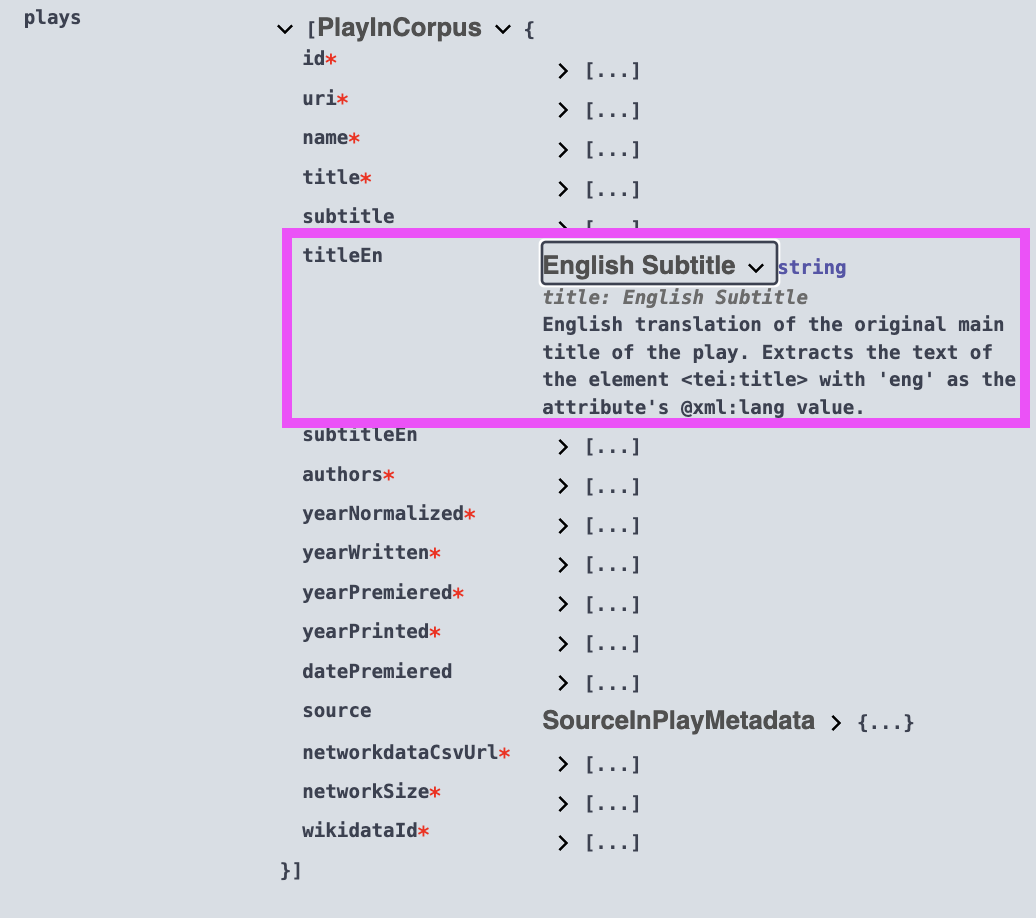 plays
[PlayInCorpus {
id*
[...]
uri*
[...]
name*
[...]
title*
[...]
subtitle
[...]
titleEn
English Subtitle string
title: English Subtitle
English translation of the original main
title of the play. Extracts the text of
the element <tei:title> with 'eng' as the
attribute's @xml:lang value.
subtitleEn
[...]
authors*
[...]
yearNormalized*
[...]
yearWritten*
[...]
yearPremiered*
[...]
yearPrinted*
[...]
datePremiered
[...]
source
SourceInPlayMetadata {...}
networkdataCsvUrl*
[...]
networkSize*
[...]
wikidataId*
[...]
}]